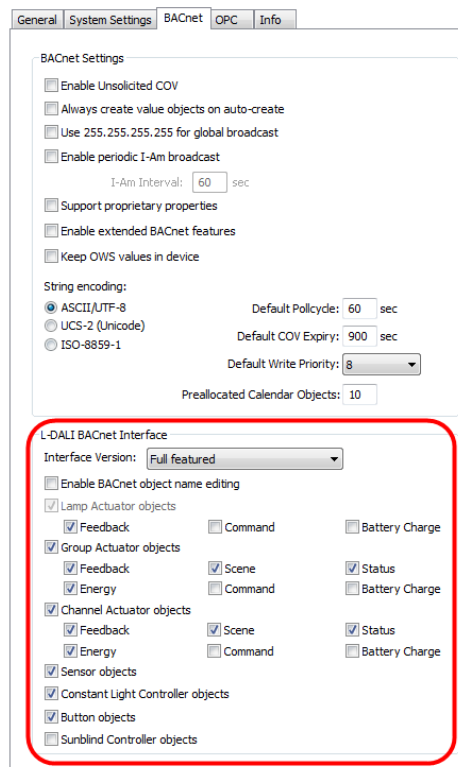 General System Settings BACnet OPC Info
BACnet Settings
Enable Unsolicited COV
Always create value objects on auto-create
Use 255.255.255.255 for global broadcast
Enable periodic I-Am broadcast
I-Am Interval: 60 sec
Support proprietary properties
Enable extended BACnet features
Keep OWS values in device
String encoding:
ASCII/UTF-8 Default Pollcycle: 60 sec
UCS-2 (Unicode) Default COV Expiry: 900 sec
ISO-8859-1
Default Write Priority: 8
Preallocated Calendar Objects: 10
L-DALI BACnet Interface
Interface Version: Full featured
Enable BACnet object name editing
Lamp Actuator objects
Feedback Command Battery Charge
Group Actuator objects
Feedback Scene Status
Energy Command Battery Charge
Channel Actuator objects
Feedback Scene Status
Energy Command Battery Charge
Sensor objects
Constant Light Controller objects
Button objects
Sunblind Controller objects